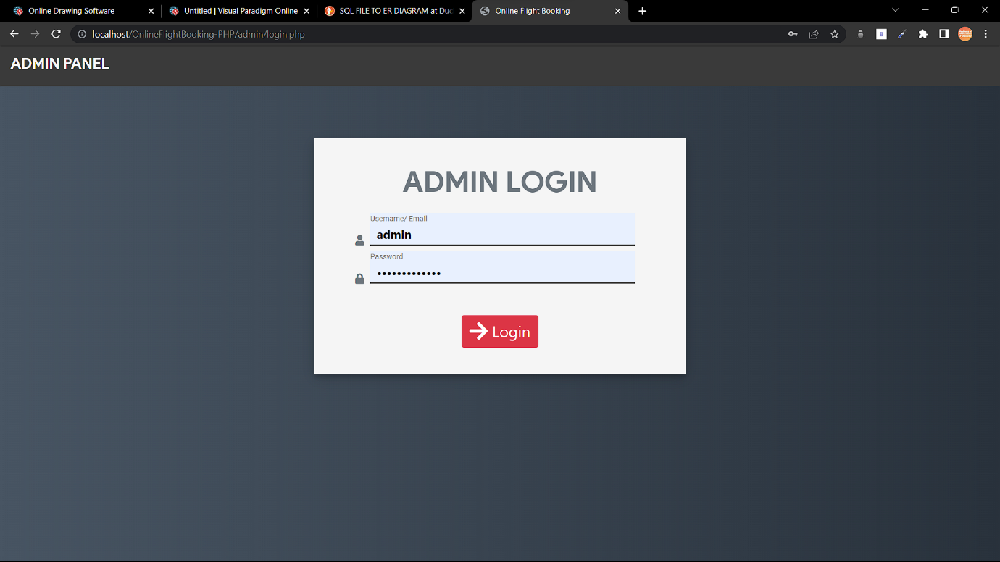 Online Drawing Software
Untitled | Visual Paradigm Online
SQL FILE TO ER DIAGRAM at Duc
Online Flight Booking
localhost/OnlineFlightBooking-PHP/admin/login.php
B
ADMIN PANEL
ADMIN LOGIN
Username/ Email
admin
Password
•••••••••••••
Login